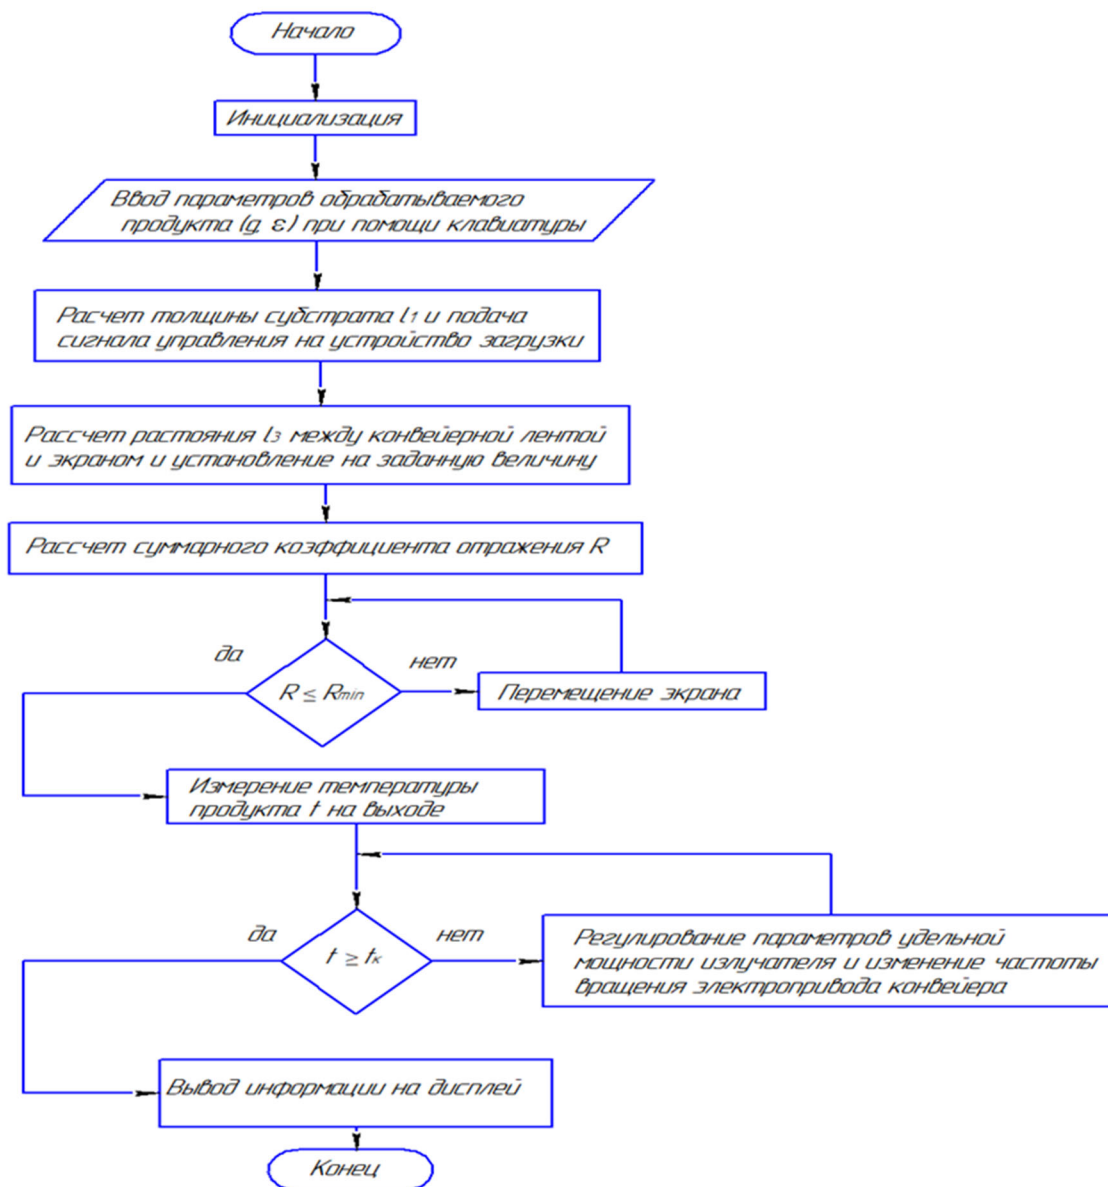 Начало
Инициализация
Ввод параметров обрабатываемого
продукта (g, ε) при помощи клавиатуры
Расчет толщины субстрата l₁ и подача
сигнала управления на устройство загрузки
Рассчет растояния l₃ между конвейерной лентой
и экраном и установление на заданную величину
Рассчет суммарного коэффициента отражения R
да
нет
R ≤ Rmin
Перемещение экрана
Измерение температуры
продукта t на выходе
да
нет
t ≥ tк
Регулирование параметров удельной
мощности излучателя и изменение частоты
вращения электропривода конвейера
Вывод информации на дисплей
Конец